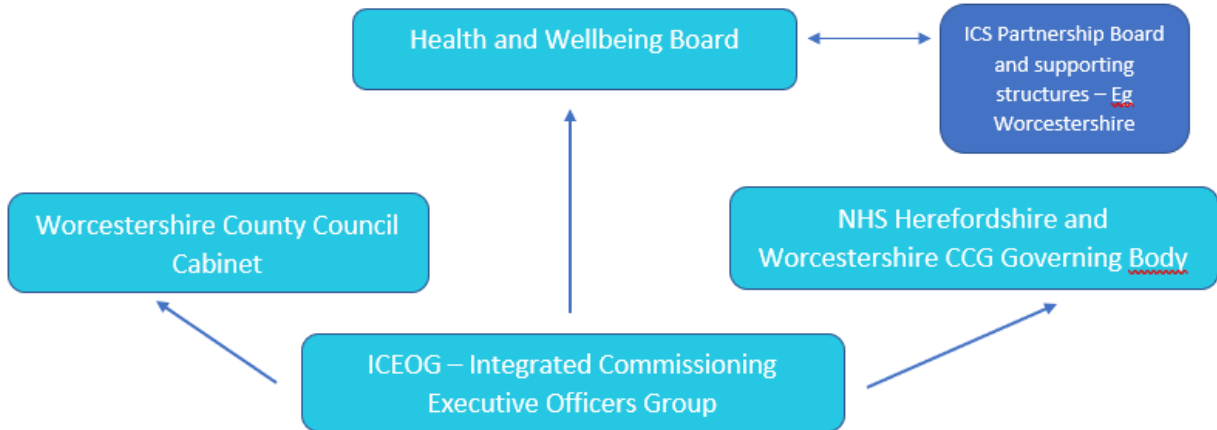 Health and Wellbeing Board
ICS Partnership Board
and supporting
structures – Eg
Worcestershire
Worcestershire County Council
Cabinet
NHS Herefordshire and
Worcestershire CCG Governing Body
ICEOG – Integrated Commissioning
Executive Officers Group